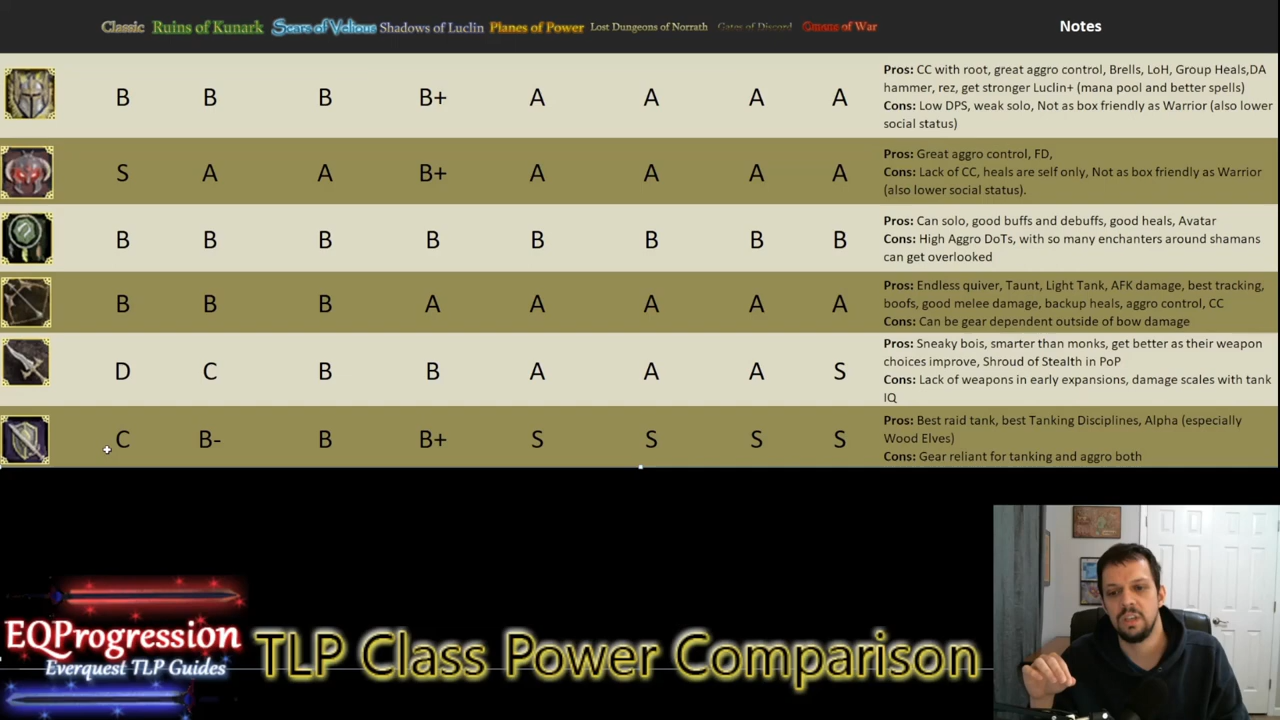 Classic Ruins of Kunark Scars of Velious Shadows of Luclin Planes of Power Lost Dungeons of Norrath Gates of Discord Omens of War Notes
B B B B+ A A A A
Pros: CC with root, great aggro control, Brells, LoH, Group Heals,DA
hammer, rez, get stronger Luclin+ (mana pool and better spells)
Cons: Low DPS, weak solo, Not as box friendly as Warrior (also lower
social status)
S A A B+ A A A A
Pros: Great aggro control, FD,
Cons: Lack of CC, heals are self only, Not as box friendly as Warrior
(also lower social status).
B B B B B B B B
Pros: Can solo, good buffs and debuffs, good heals, Avatar
Cons: High Aggro DoTs, with so many enchanters around shamans
can get overlooked
B B B A A A A A
Pros: Endless quiver, Taunt, Light Tank, AFK damage, best tracking,
boofs, good melee damage, backup heals, aggro control, CC
Cons: Can be gear dependent outside of bow damage
D C B B A A A S
Pros: Sneaky bois, smarter than monks, get better as their weapon
choices improve, Shroud of Stealth in PoP
Cons: Lack of weapons in early expansions, damage scales with tank
IQ
C B- B B+ S S S S
Pros: Best raid tank, best Tanking Disciplines, Alpha (especially
Wood Elves)
Cons: Gear reliant for tanking and aggro both
EQProgression
Everquest TLP Guides
TLP Class Power Comparison